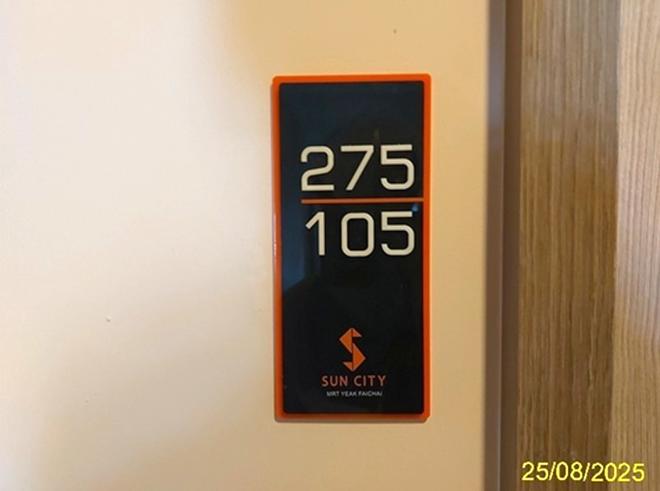 275
105
SUN CITY
MRT YEAK FAICHAI
25/08/2025